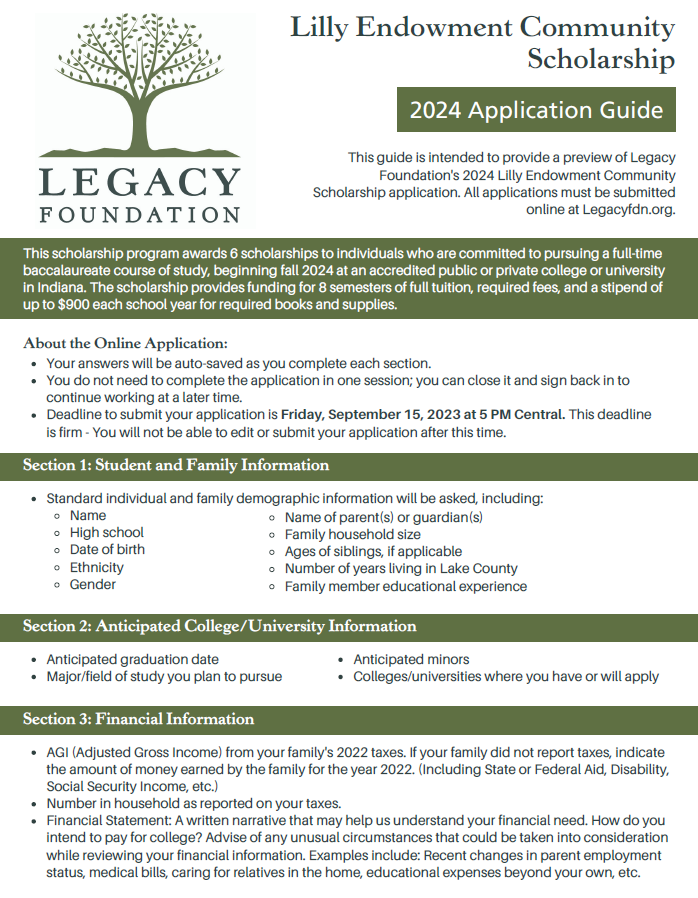 LEGACY
FOUNDATION
Lilly Endowment Community
Scholarship
2024 Application Guide
This guide is intended to provide a preview of Legacy
Foundation's 2024 Lilly Endowment Community
Scholarship application. All applications must be submitted
online at Legacyfdn.org.
This scholarship program awards 6 scholarships to individuals who are committed to pursuing a full-time
baccalaureate course of study, beginning fall 2024 at an accredited public or private college or university
in Indiana. The scholarship provides funding for 8 semesters of full tuition, required fees, and a stipend of
up to $900 each school year for required books and supplies.
About the Online Application:
• Your answers will be auto-saved as you complete each section.
• You do not need to complete the application in one session; you can close it and sign back in to
continue working at a later time.
• Deadline to submit your application is Friday, September 15, 2023 at 5 PM Central. This deadline
is firm - You will not be able to edit or submit your application after this time.
Section 1: Student and Family Information
• Standard individual and family demographic information will be asked, including:
◦ Name
◦ High school
◦ Date of birth
◦ Ethnicity
◦ Gender
◦ Name of parent(s) or guardian(s)
◦ Family household size
◦ Ages of siblings, if applicable
◦ Number of years living in Lake County
◦ Family member educational experience
Section 2: Anticipated College/University Information
• Anticipated graduation date
• Major/field of study you plan to pursue
• Anticipated minors
• Colleges/universities where you have or will apply
Section 3: Financial Information
• AGI (Adjusted Gross Income) from your family's 2022 taxes. If your family did not report taxes, indicate
the amount of money earned by the family for the year 2022. (Including State or Federal Aid, Disability,
Social Security Income, etc.)
• Number in household as reported on your taxes.
• Financial Statement: A written narrative that may help us understand your financial need. How do you
intend to pay for college? Advise of any unusual circumstances that could be taken into consideration
while reviewing your financial information. Examples include: Recent changes in parent employment
status, medical bills, caring for relatives in the home, educational expenses beyond your own, etc.